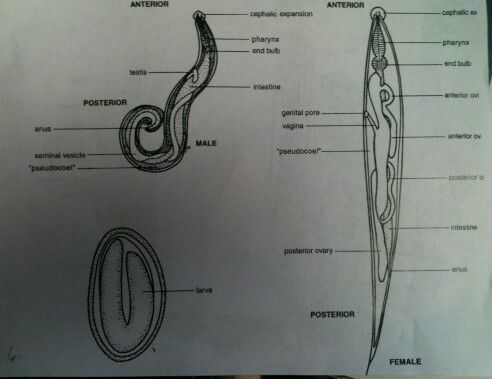 ANTERIOR
cephalic expansion
pharynx
end bulb
testis
intestine
POSTERIOR
anus
MALE
seminal vesicle
"pseudocoel"
larva
6.
ANTERIOR
cephalic ex
pharynx
end bulb
anterior ovi
genital pore
vagina
anterior ov
"pseudocoel"
posterior o
intestine
posterior ovary
anus
POSTERIOR
FEMALE